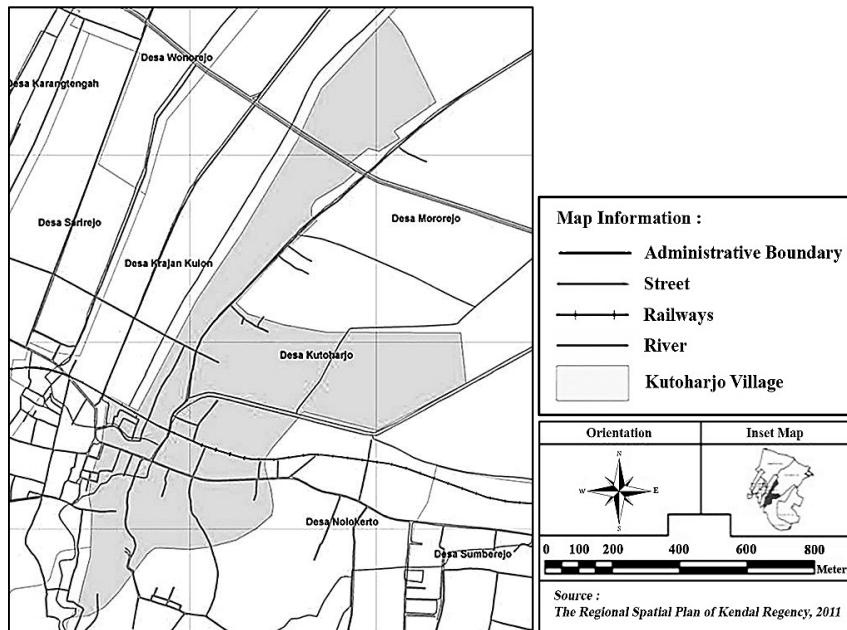 Desa Wonorejo
Desa Karangtengah
Desa Sarirejo
Desa Mororejo
Desa Krajan Kulon
Desa Kutoharjo
Desa Nolokerto
Desa Sumberejo
Map Information :
Administrative Boundary
Street
Railways
River
Kutoharjo Village
Orientation
Inset Map
N
W
E
S
0 100 200 400 600 800
Meter
Source :
The Regional Spatial Plan of Kendal Regency, 2011